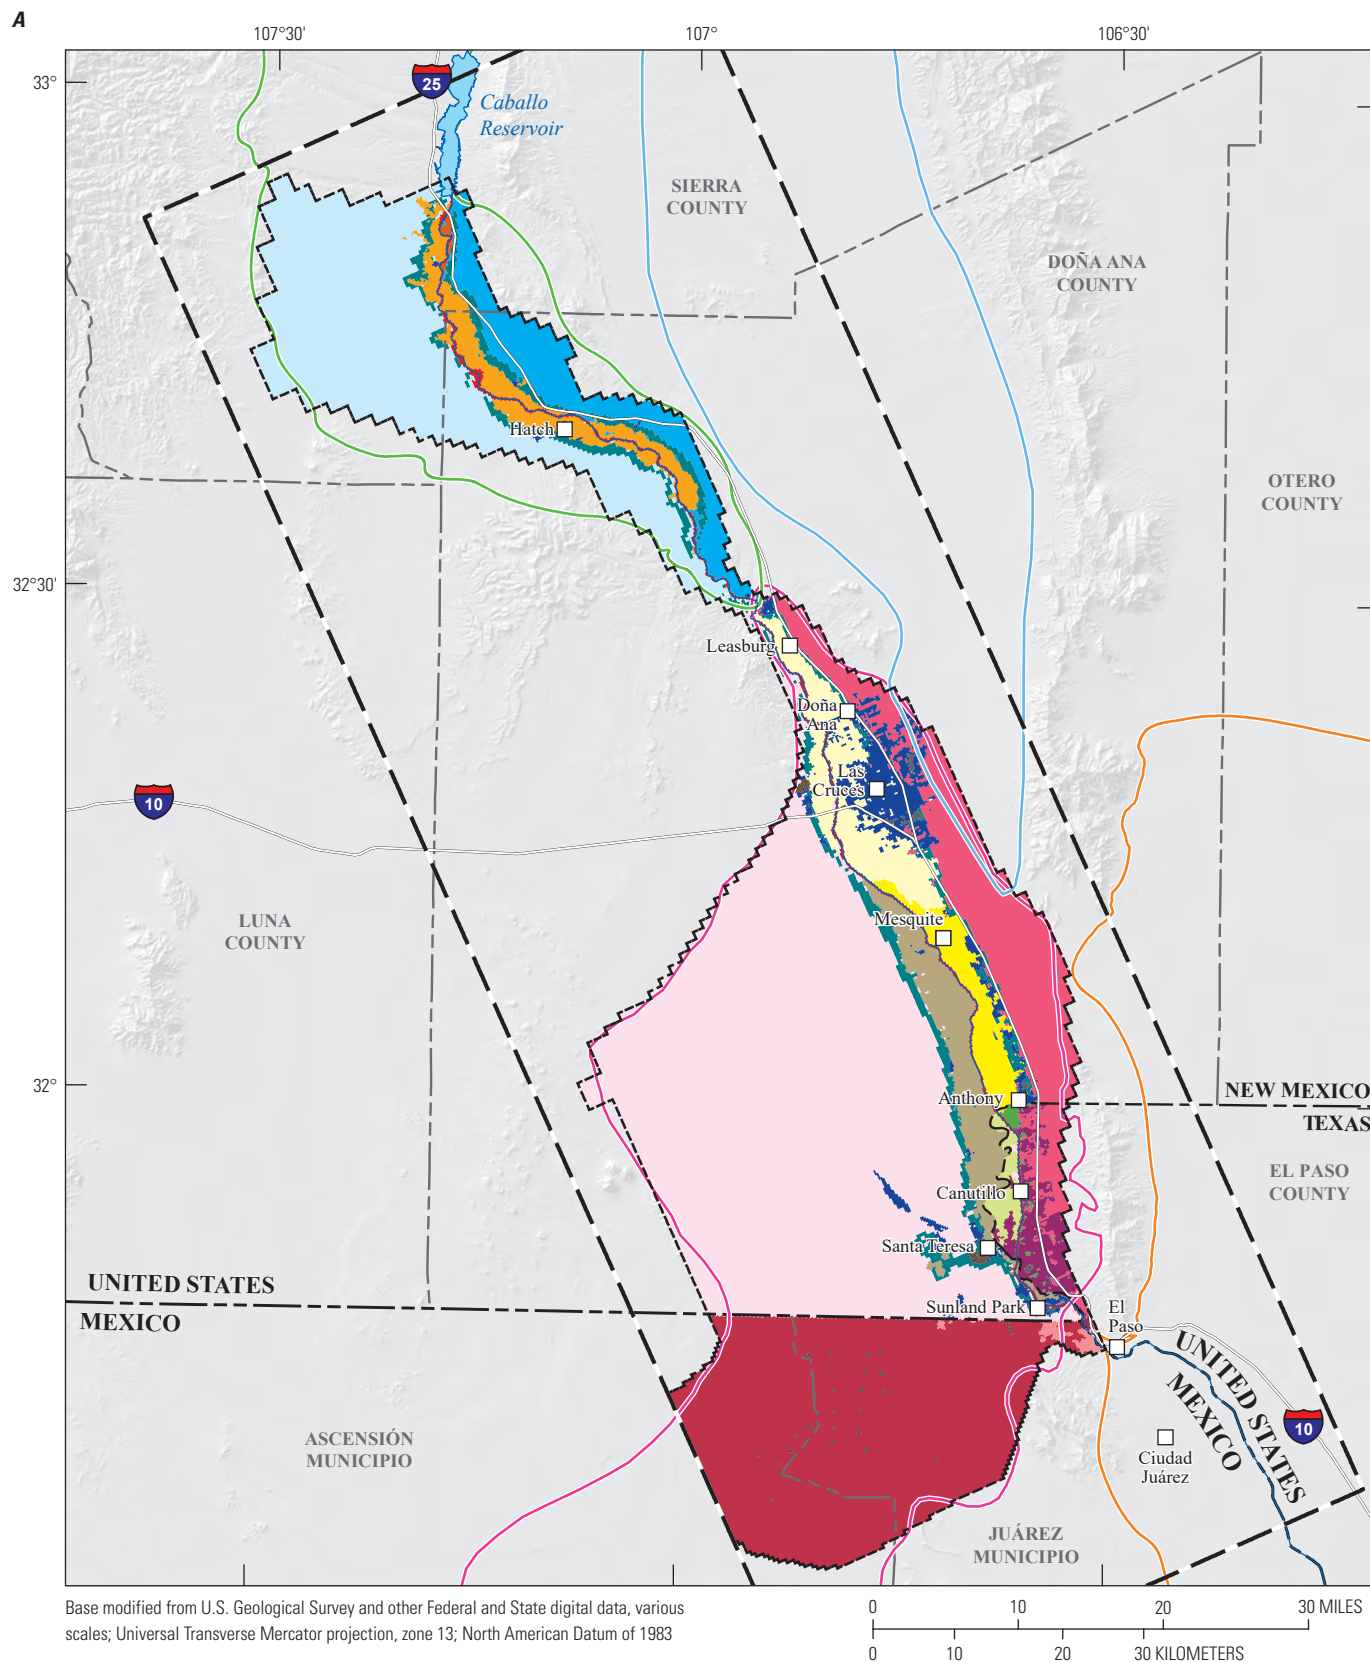 A
107°30'
107°
106°30'
33°
25
Caballo
Reservoir
SIERRA
COUNTY
DOÑA ANA
COUNTY
Hatch
OTERO
COUNTY
32°30'
Leasburg
Doña
Ana
Las
Cruces
10
LUNA
COUNTY
Mesquite
32°
Anthony
NEW MEXICO
TEXAS
EL PASO
COUNTY
Canutillo
Santa Teresa
UNITED STATES
MEXICO
Sunland Park
El
Paso
UNITED STATES
MEXICO
10
ASCENSIÓN
MUNICIPIO
Ciudad
Juárez
JUÁREZ
MUNICIPIO
Base modified from U.S. Geological Survey and other Federal and State digital data, various
scales; Universal Transverse Mercator projection, zone 13; North American Datum of 1983
0 10 20 30 MILES
0 10 20 30 KILOMETERS